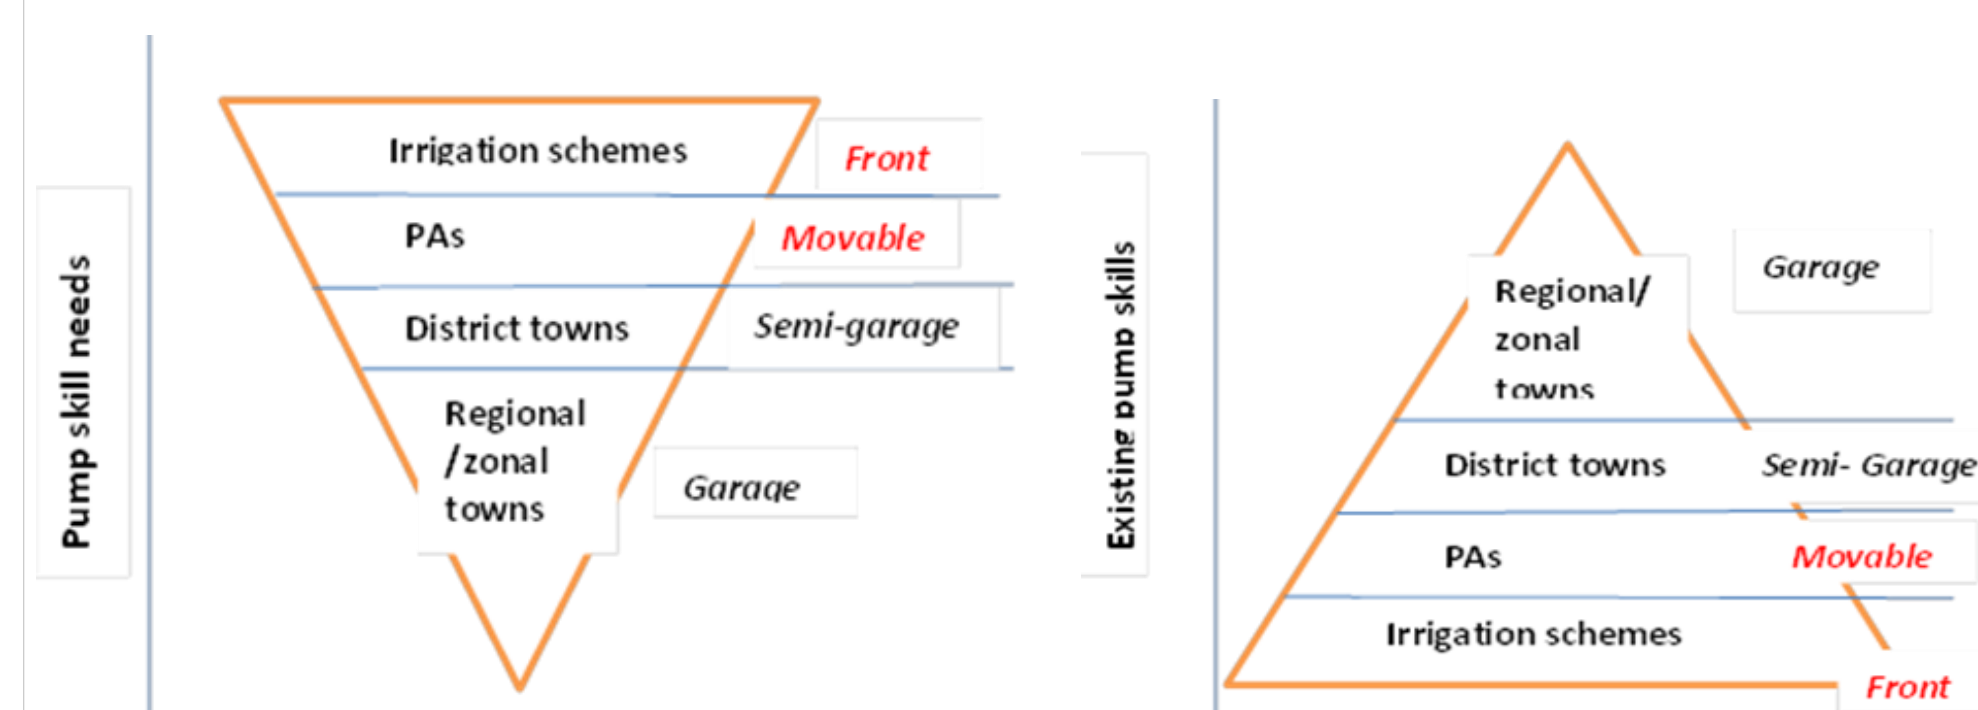 Pump skill needs
Irrigation schemes
Front
PAs
Movable
District towns
Semi-garage
Regional
/zonal
towns
Garage
Existing pump skills
Garage
Regional/
zonal
towns
District towns
Semi- Garage
PAs
Movable
Irrigation schemes
Front